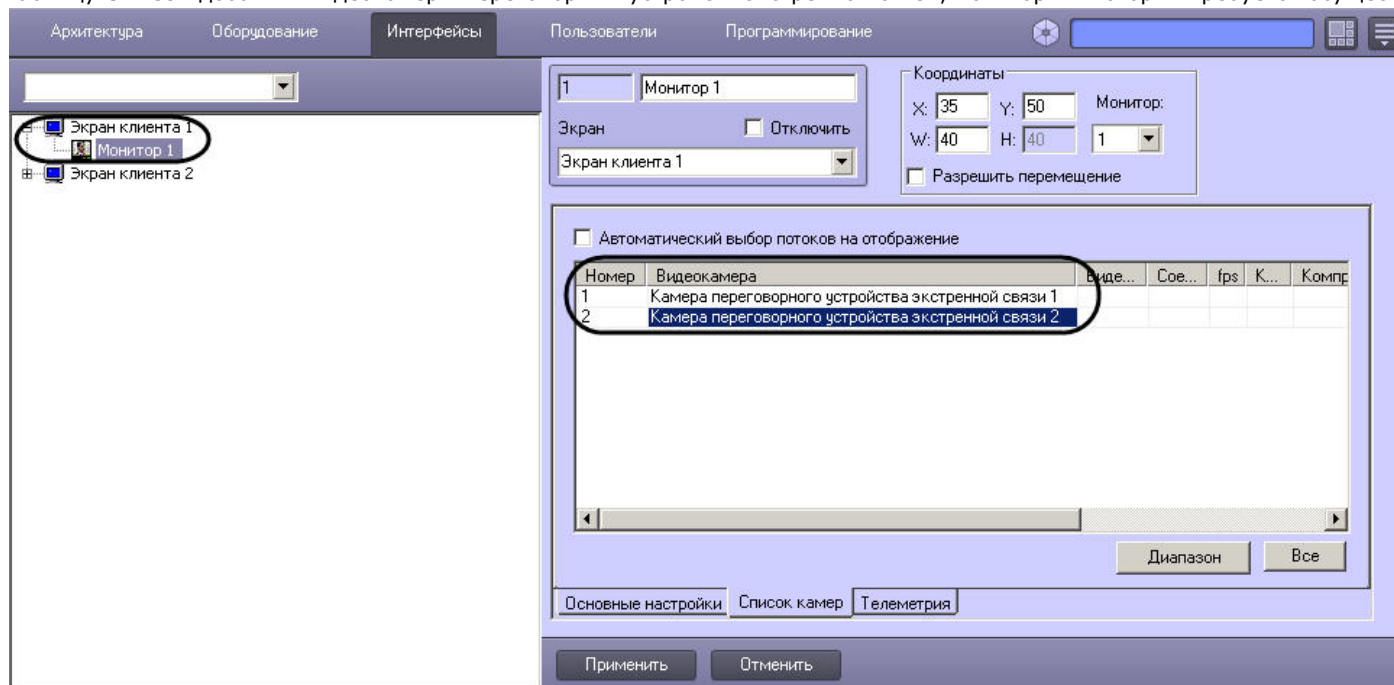 Архитектура Оборудование Интерфейсы Пользователи Программирование
Экран клиента 1
Монитор 1
Экран клиента 2
1 Монитор 1
Экран Отключить
Экран клиента 1
Координаты
X: 35 Y: 50 Монитор:
W: 40 H: 40 1
Разрешить перемещение
Автоматический выбор потоков на отображение
Номер Видеокамера Виде... Сое... fps К... Компр
1 Камера переговорного устройства экстренной связи 1
2 Камера переговорного устройства экстренной связи 2
Диапазон Все
Основные настройки Список камер Телеметрия
Применить Отменить